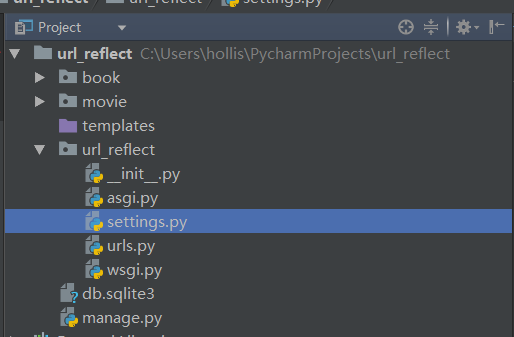 url_reflect url_reflect settings.py
Project
url_reflect C:\Users\hollis\PycharmProjects\url_reflect
book
movie
templates
url_reflect
__init__.py
asgi.py
settings.py
urls.py
wsgi.py
db.sqlite3
manage.py